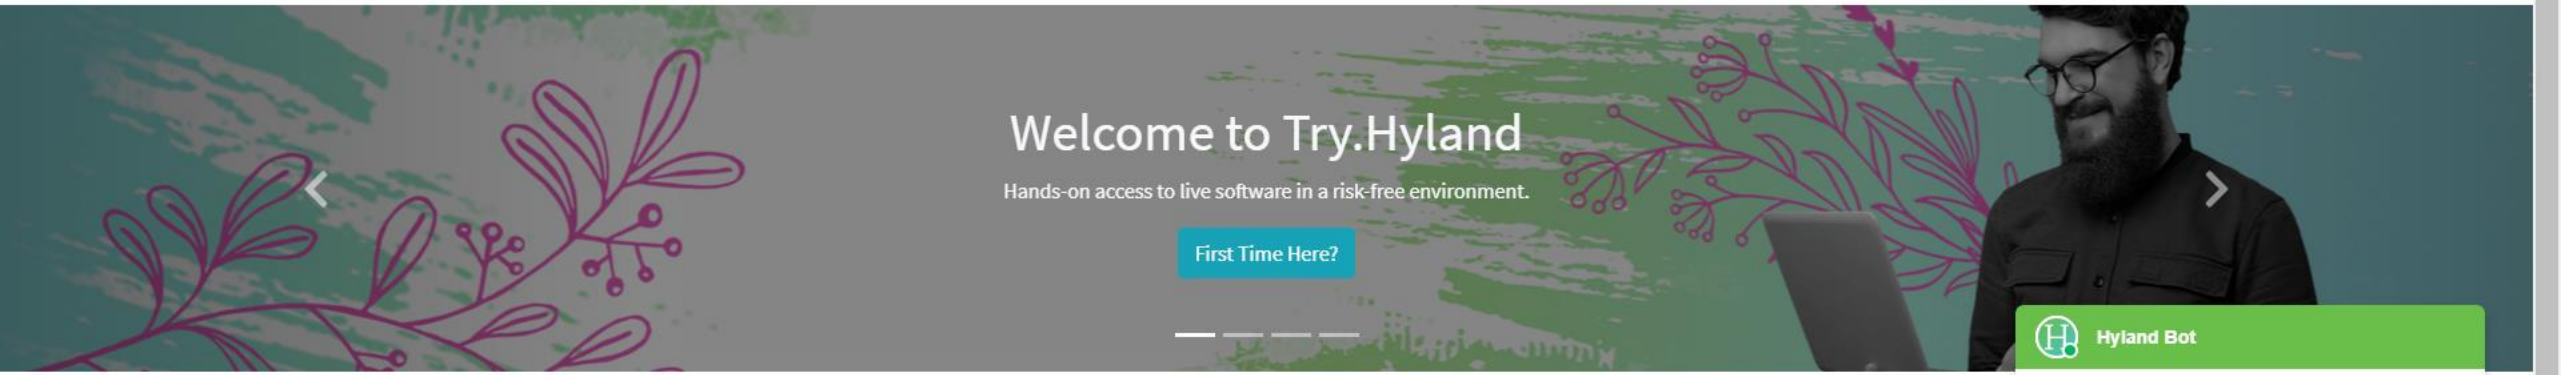 Welcome to Try.Hyland
Hands-on access to live software in a risk-free environment.
First Time Here?
H
Hyland Bot